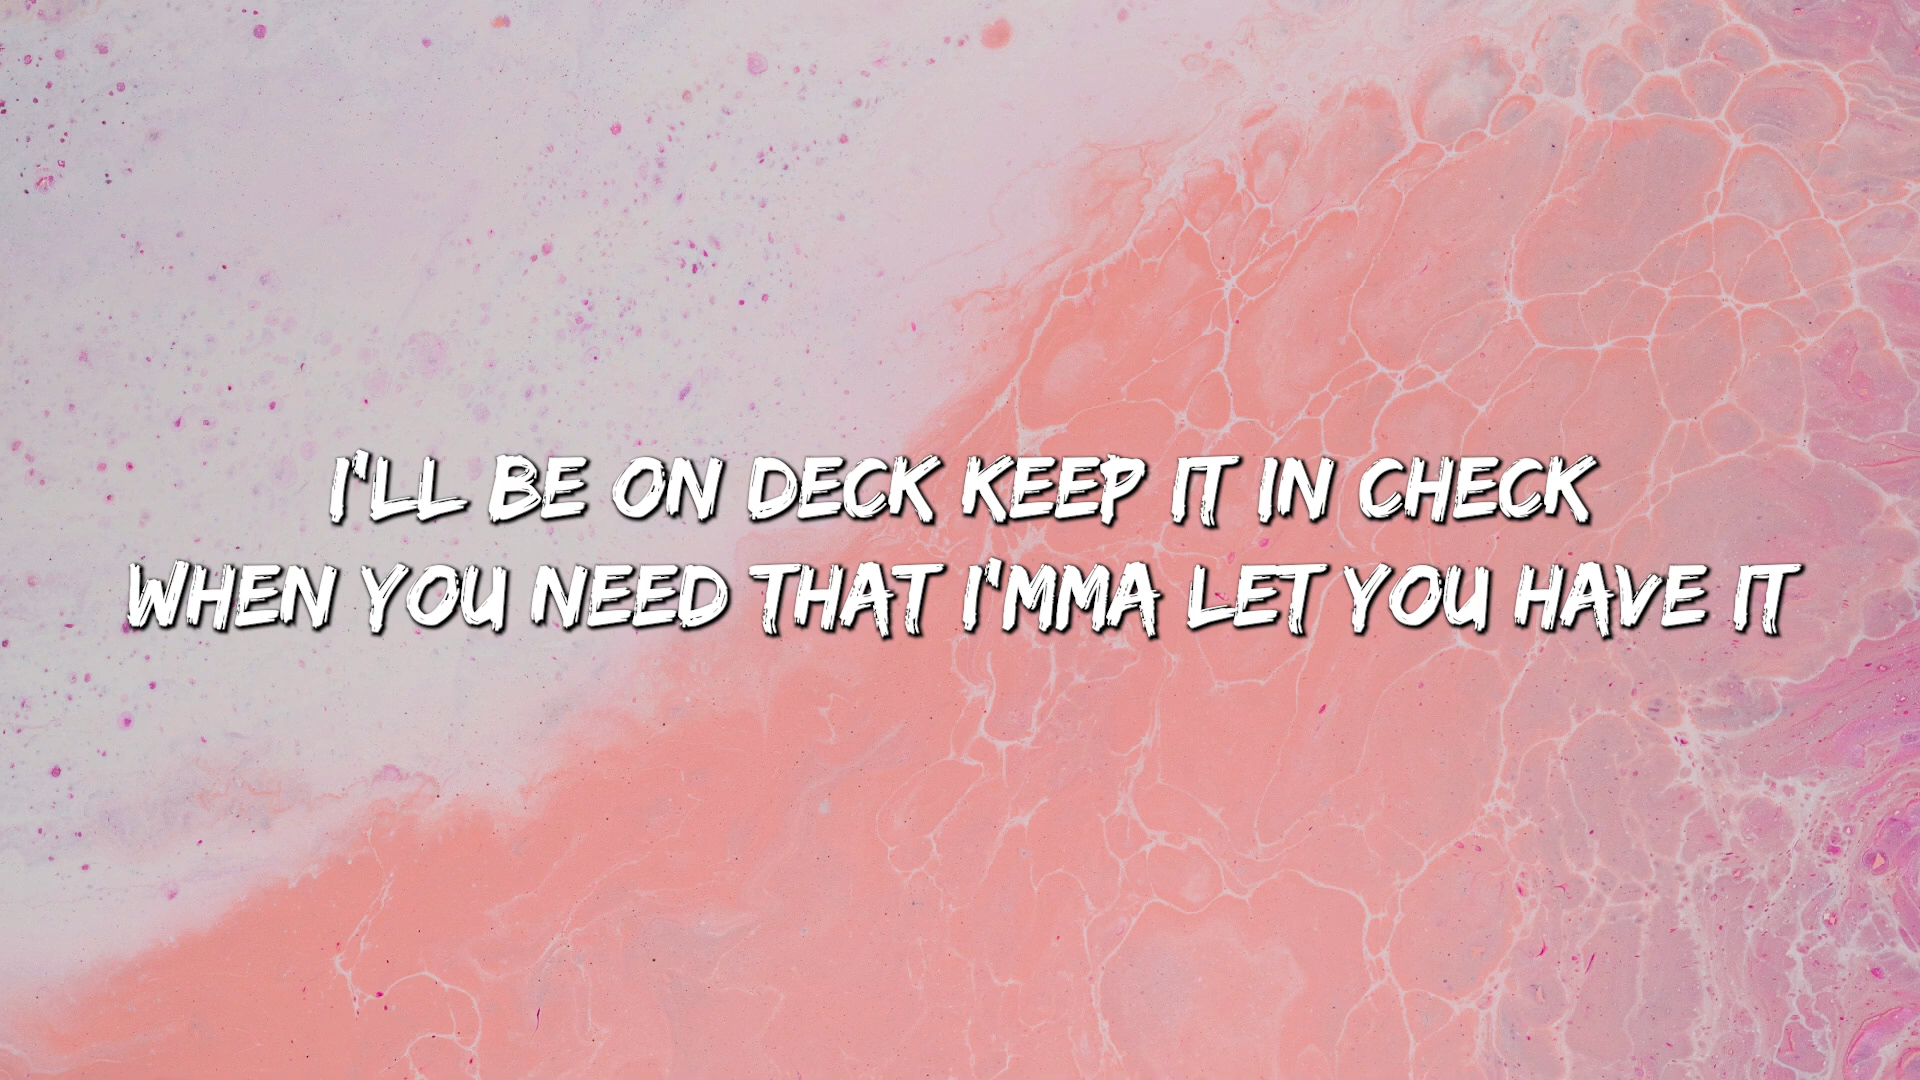 I'LL BE ON DECK KEEP IT IN CHECK
WHEN YOU NEED THAT I'MMA LET YOU HAVE IT